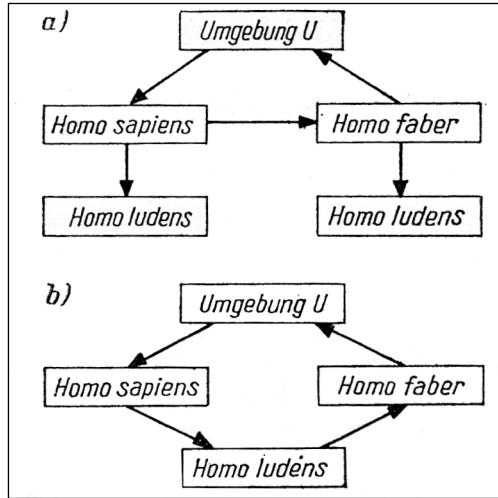 a)
Umgebung U
Homo sapiens
Homo faber
Homo ludens
Homo ludens
b)
Umgebung U
Homo sapiens
Homo faber
Homo ludens